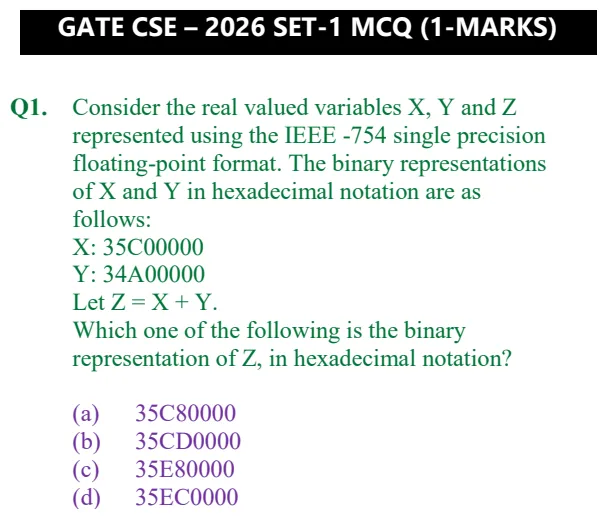 GATE CSE – 2026 SET-1 MCQ (1-MARKS)
Q1. Consider the real valued variables X, Y and Z
represented using the IEEE -754 single precision
floating-point format. The binary representations
of X and Y in hexadecimal notation are as
follows:
X: 35C00000
Y: 34A00000
Let Z = X + Y.
Which one of the following is the binary
representation of Z, in hexadecimal notation?
(a) 35C80000
(b) 35CD0000
(c) 35E80000
(d) 35EC0000